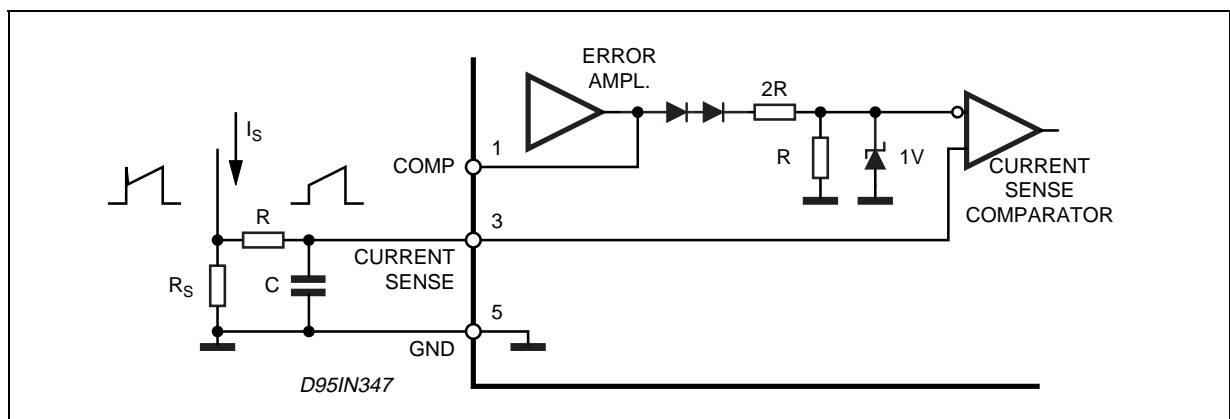 ERROR
AMPL.
2R
I_S
1
COMP
R
1V
CURRENT
SENSE
COMPARATOR
R
3
CURRENT
SENSE
R_S
C
5
GND
D95IN347